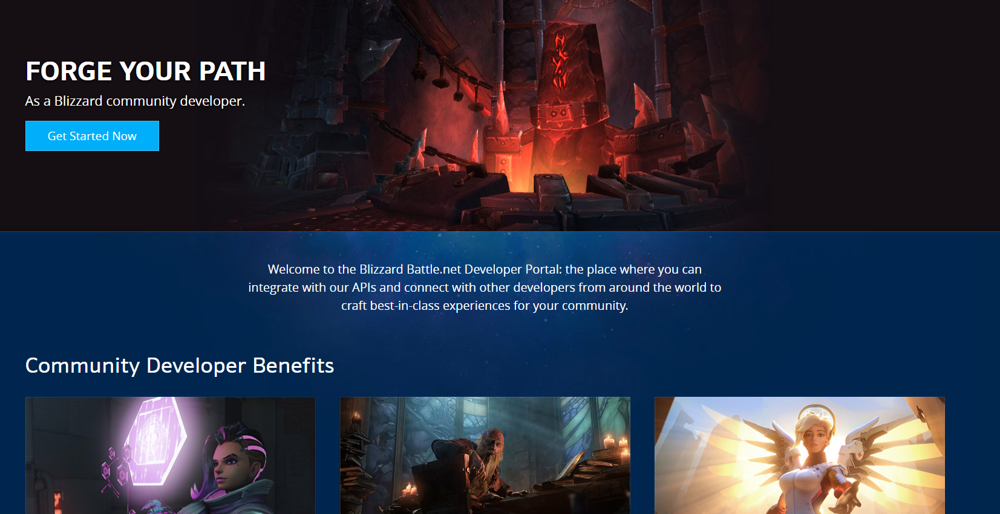 FORGE YOUR PATH
As a Blizzard community developer.
Get Started Now
Welcome to the Blizzard Battle.net Developer Portal: the place where you can
integrate with our APIs and connect with other developers from around the world to
craft best-in-class experiences for your community.
Community Developer Benefits